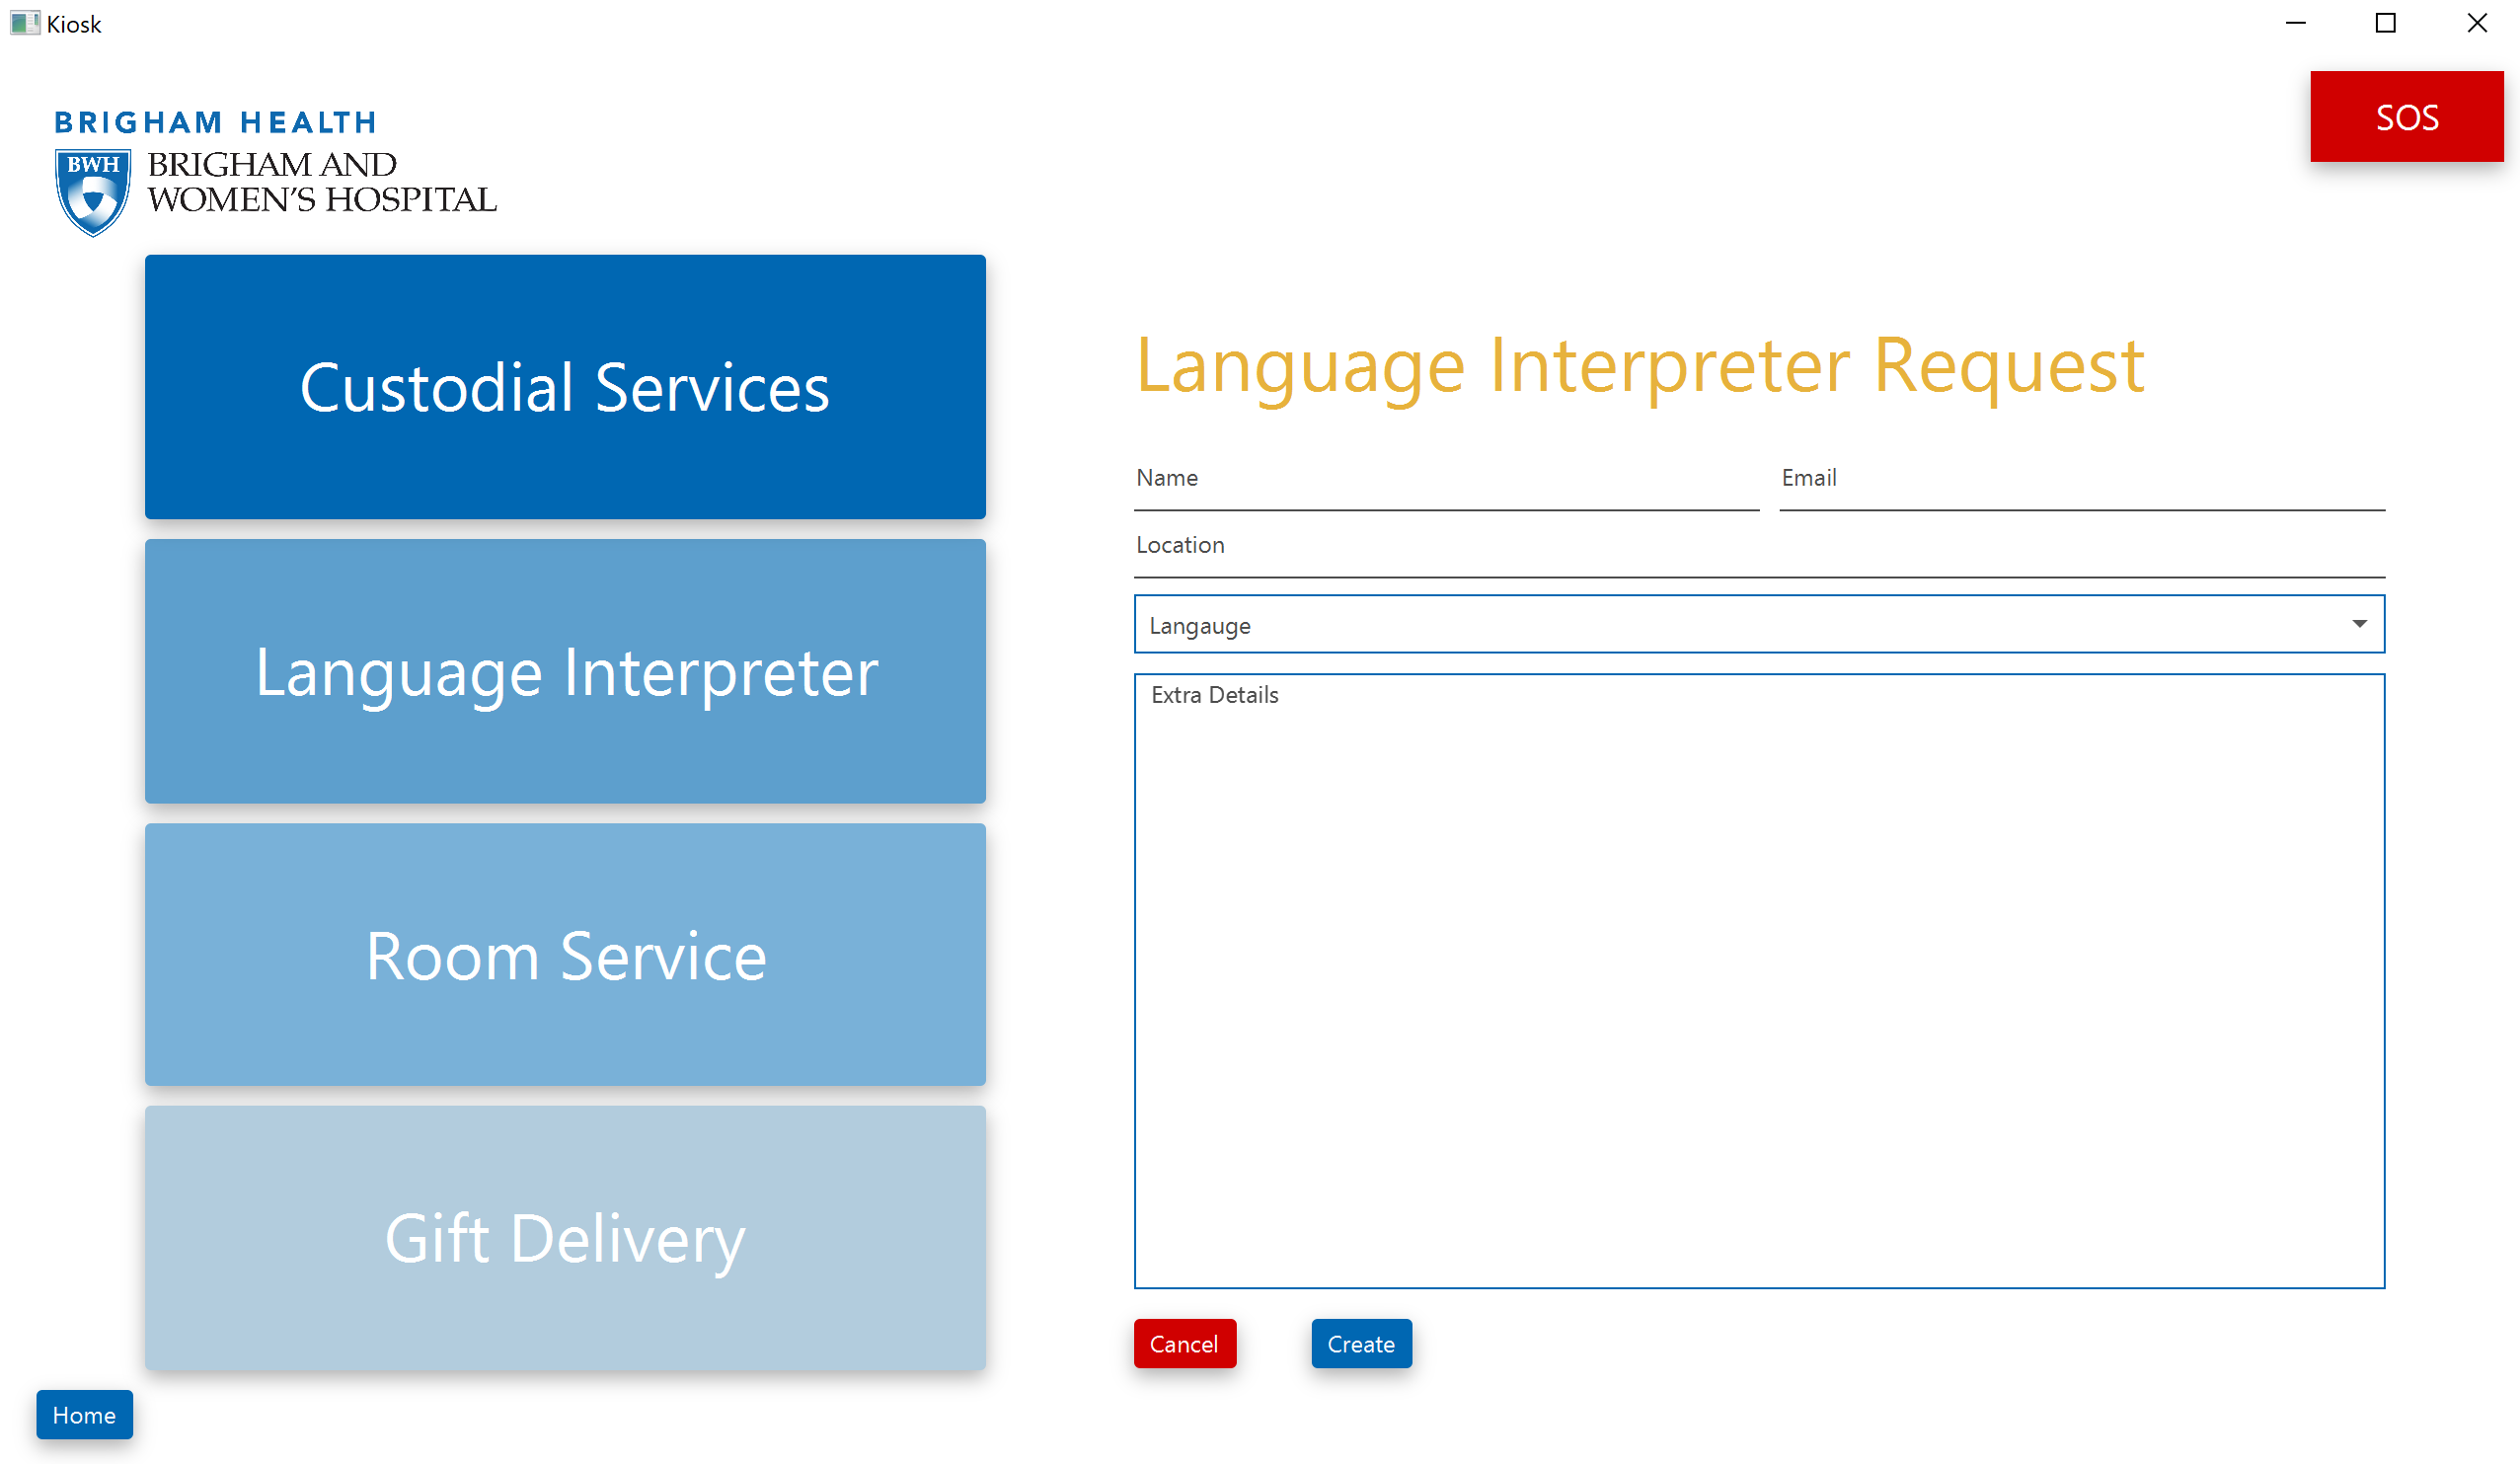 Kiosk
SOS
BRIGHAM HEALTH
BWH
BRIGHAM AND
WOMEN'S HOSPITAL
Custodial Services
Language Interpreter
Room Service
Gift Delivery
Home
Language Interpreter Request
Name
Email
Location
Langauge
Extra Details
Cancel
Create